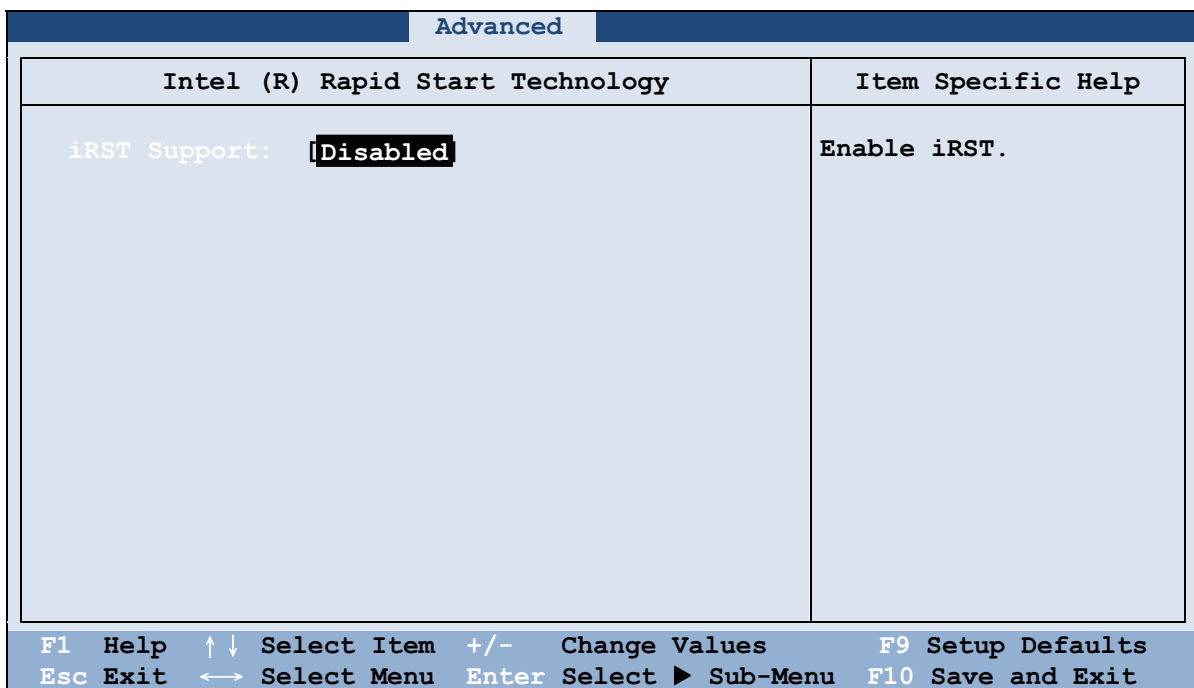 Advanced
Intel (R) Rapid Start Technology
Item Specific Help
iRST Support: [Disabled]
Enable iRST.
F1 Help ↑↓ Select Item +/- Change Values F9 Setup Defaults
Esc Exit ←→ Select Menu Enter Select ▶ Sub-Menu F10 Save and Exit